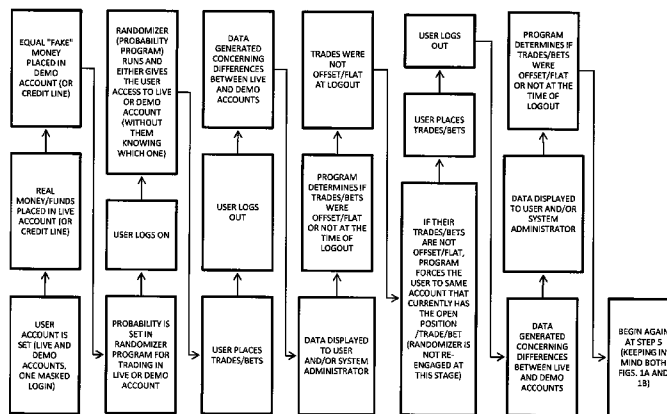 USER
ACCOUNT IS
SET (LIVE AND
DEMO
ACCOUNTS,
ONE MASKED
LOGIN)
REAL
MONEY/FUNDS
PLACED IN LIVE
ACCOUNT (OR
CREDIT LINE)
EQUAL "FAKE"
MONEY
PLACED IN
DEMO
ACCOUNT (OR
CREDIT LINE)
PROBABILITY IS
SET IN
RANDOMIZER
PROGRAM FOR
TRADING IN
LIVE OR DEMO
ACCOUNT
USER LOGS ON
RANDOMIZER
(PROBABILITY
PROGRAM)
RUNS AND
EITHER GIVES
THE USER
ACCESS TO LIVE
OR DEMO
ACCOUNT
(WITHOUT
THEM
KNOWING
WHICH ONE)
USER PLACES
TRADES/BETS
USER LOGS
OUT
DATA
GENERATED
CONCERNING
DIFFERENCES
BETWEEN LIVE
AND DEMO
ACCOUNTS
DATA DISPLAYED
TO USER
AND/OR SYSTEM
ADMINISTRATOR
PROGRAM
DETERMINES IF
TRADES/BETS
WERE
OFFSET/FLAT
OR NOT AT THE
TIME OF
LOGOUT
TRADES WERE
NOT
OFFSET/FLAT
AT LOGOUT
IF THEIR
TRADES/BETS
ARE NOT
OFFSET/FLAT,
PROGRAM
FORCES THE
USER TO SAME
ACCOUNT THAT
CURRENTLY HAS
THE OPEN
POSITION
/TRADE/BET
(RANDOMIZER
IS NOT RE-
ENGAGED AT
THIS STAGE)
USER PLACES
TRADES/BETS
USER LOGS
OUT
DATA
GENERATED
CONCERNING
DIFFERENCES
BETWEEN LIVE
AND DEMO
ACCOUNTS
DATA DISPLAYED
TO USER
AND/OR
SYSTEM
ADMINISTRATOR
PROGRAM
DETERMINES IF
TRADES/BETS
WERE
OFFSET/FLAT
OR NOT AT THE
TIME OF
LOGOUT
BEGIN AGAIN
AT STEP 5
(KEEPING IN
MIND BOTH
FIGS. 1A AND
1B)